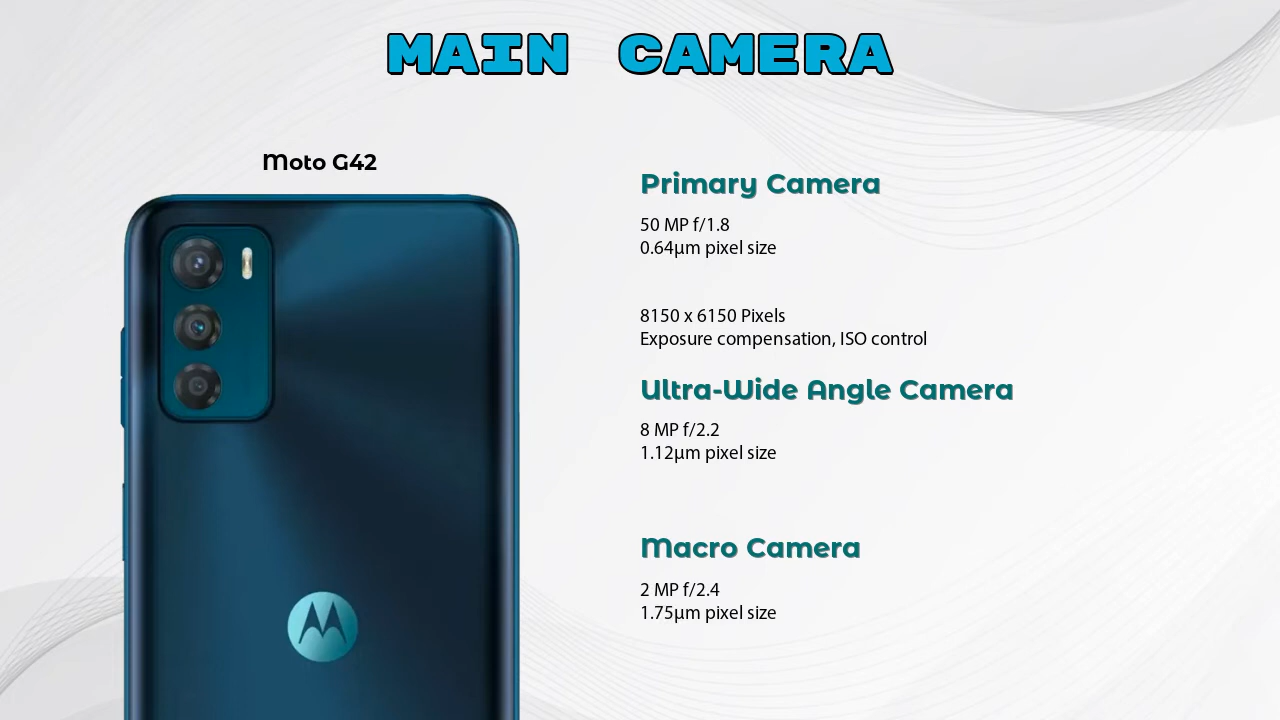 MAIN CAMERA
Moto G42
Primary Camera
50 MP f/1.8
0.64µm pixel size
8150 x 6150 Pixels
Exposure compensation, ISO control
Ultra-Wide Angle Camera
8 MP f/2.2
1.12µm pixel size
Macro Camera
2 MP f/2.4
1.75µm pixel size